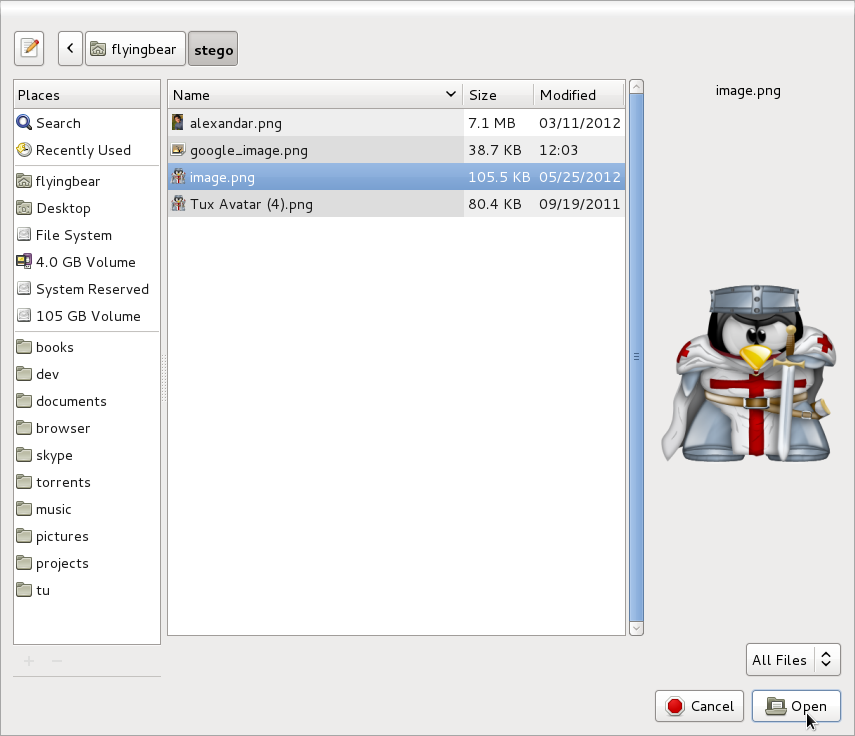 flyingbear stego
Places
Search
Recently Used
flyingbear
Desktop
File System
4.0 GB Volume
System Reserved
105 GB Volume
books
dev
documents
browser
skype
torrents
music
pictures
projects
tu
Name Size Modified
alexandar.png 7.1 MB 03/11/2012
google_image.png 38.7 KB 12:03
image.png 105.5 KB 05/25/2012
Tux Avatar (4).png 80.4 KB 09/19/2011
image.png
All Files
Cancel Open